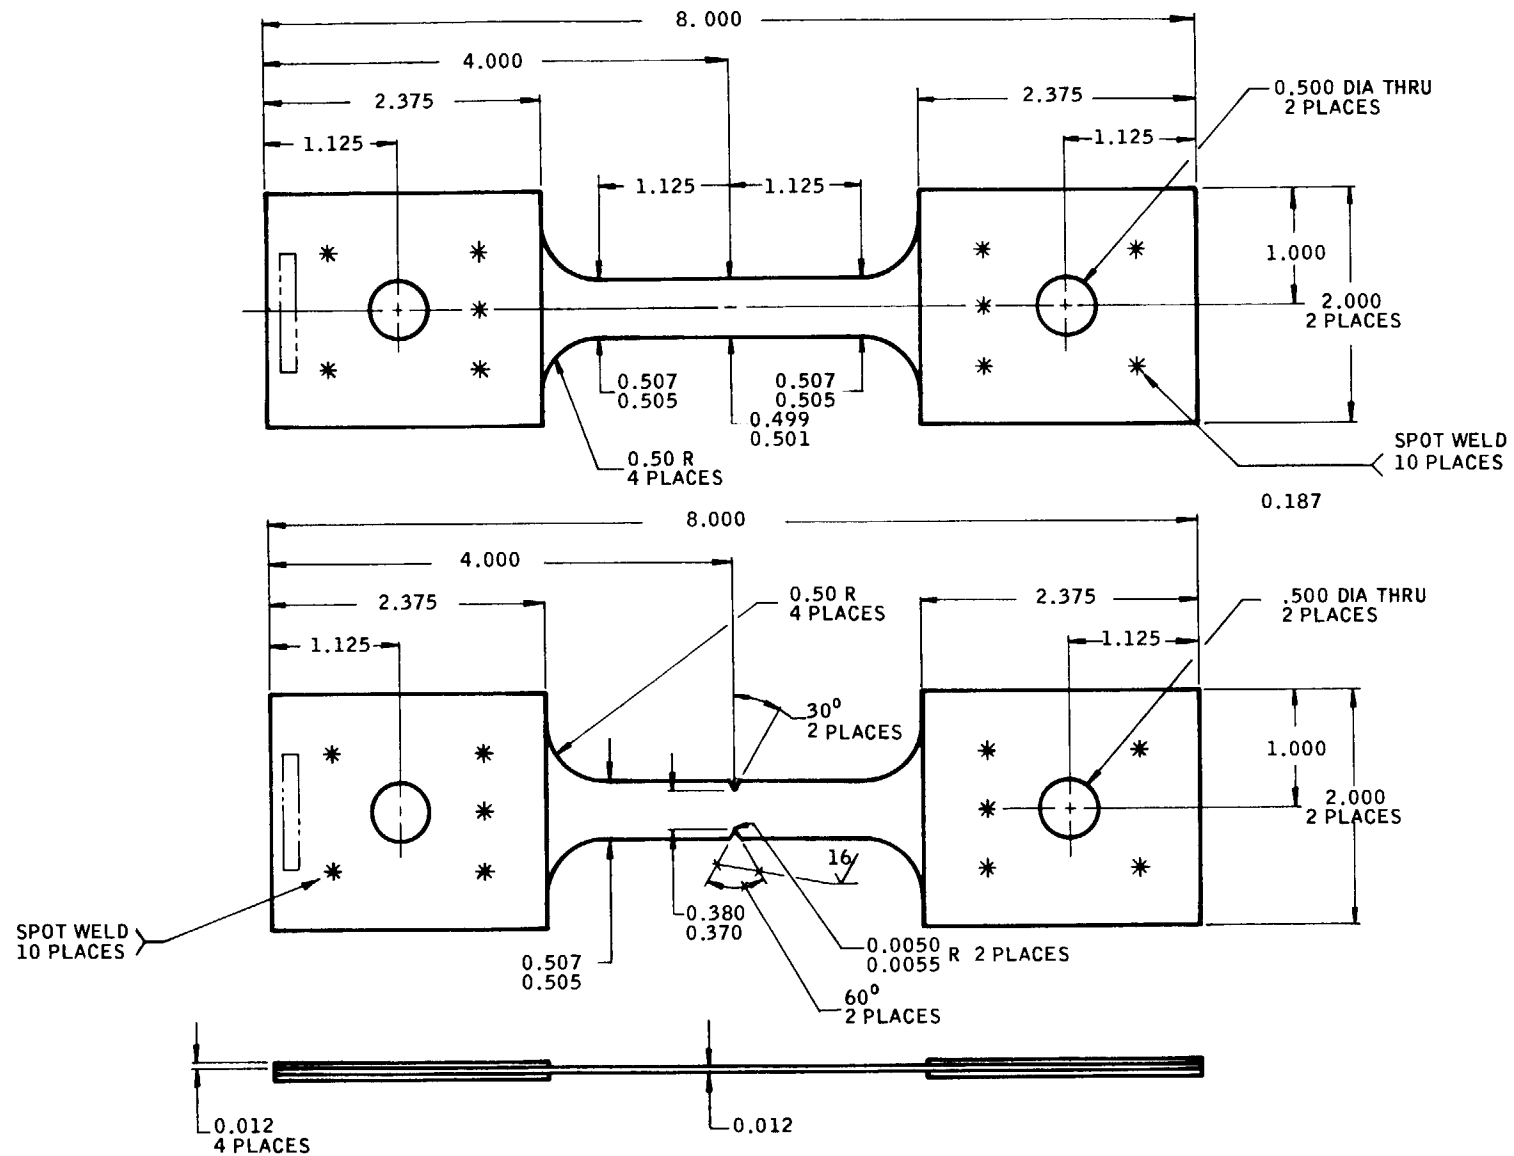 8.000
4.000
2.375
2.375
0.500 DIA THRU
2 PLACES
1.125
1.125
1.125
1.125
1.000
2.000
2 PLACES
0.507
0.505
0.507
0.505
0.499
0.501
0.50 R
4 PLACES
SPOT WELD
10 PLACES
0.187
8.000
4.000
2.375
0.50 R
4 PLACES
2.375
.500 DIA THRU
2 PLACES
1.125
1.125
30°
2 PLACES
1.000
2.000
2 PLACES
16
0.380
0.370
SPOT WELD
10 PLACES
0.507
0.505
0.0050
0.0055 R 2 PLACES
60°
2 PLACES
0.012
4 PLACES
0.012